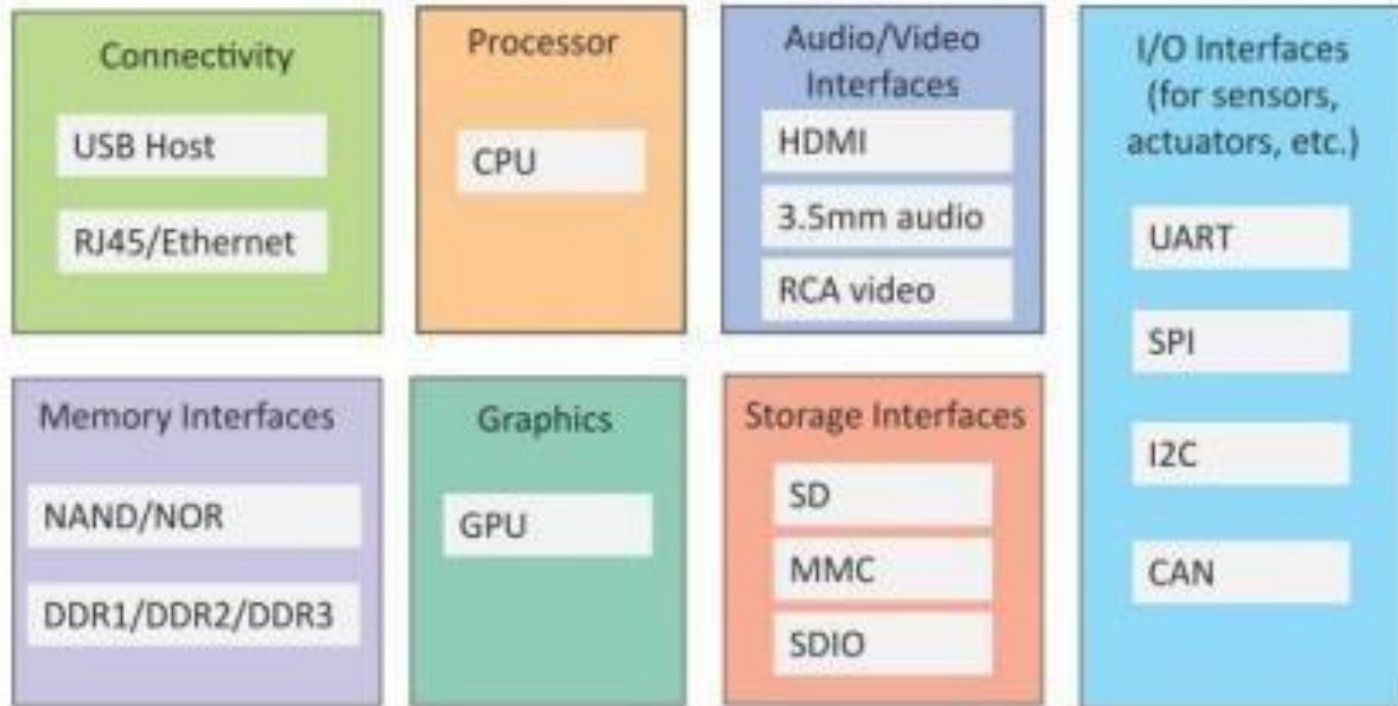 Connectivity
USB Host
RJ45/Ethernet
Processor
CPU
Audio/Video
Interfaces
HDMI
3.5mm audio
RCA video
I/O Interfaces
(for sensors,
actuators, etc.)
UART
SPI
I2C
CAN
Memory Interfaces
NAND/NOR
DDR1/DDR2/DDR3
Graphics
GPU
Storage Interfaces
SD
MMC
SDIO